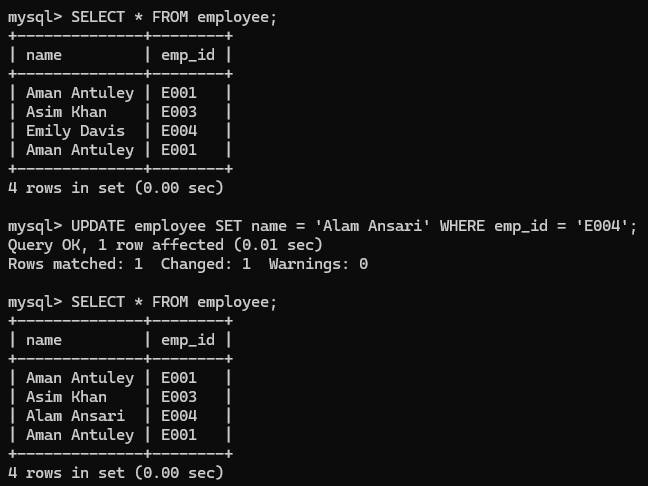 mysql> SELECT * FROM employee;
+--------------+--------+
| name         | emp_id |
+--------------+--------+
| Aman Antuley | E001   |
| Asim Khan    | E003   |
| Emily Davis  | E004   |
| Aman Antuley | E001   |
+--------------+--------+
4 rows in set (0.00 sec)

mysql> UPDATE employee SET name = 'Alam Ansari' WHERE emp_id = 'E004';
Query OK, 1 row affected (0.01 sec)
Rows matched: 1  Changed: 1  Warnings: 0

mysql> SELECT * FROM employee;
+--------------+--------+
| name         | emp_id |
+--------------+--------+
| Aman Antuley | E001   |
| Asim Khan    | E003   |
| Alam Ansari  | E004   |
| Aman Antuley | E001   |
+--------------+--------+
4 rows in set (0.00 sec)